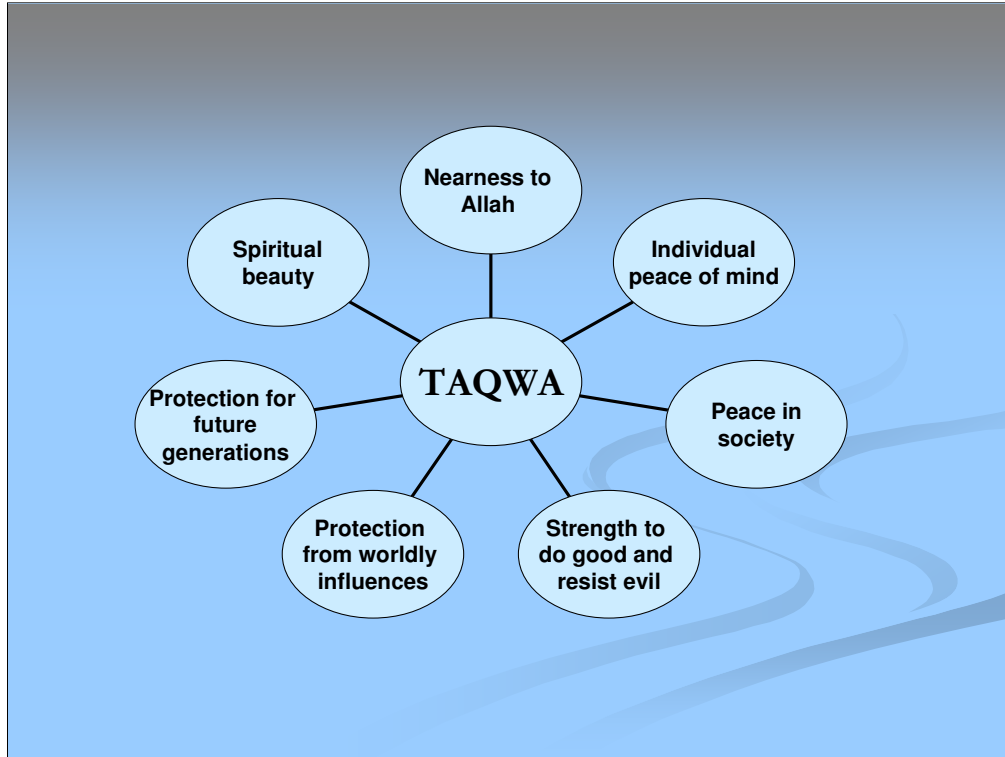 Nearness to
Allah
Individual
peace of mind
Peace in
society
Strength to
do good and
resist evil
Protection
from worldly
influences
Protection for
future
generations
Spiritual
beauty
TAQWA